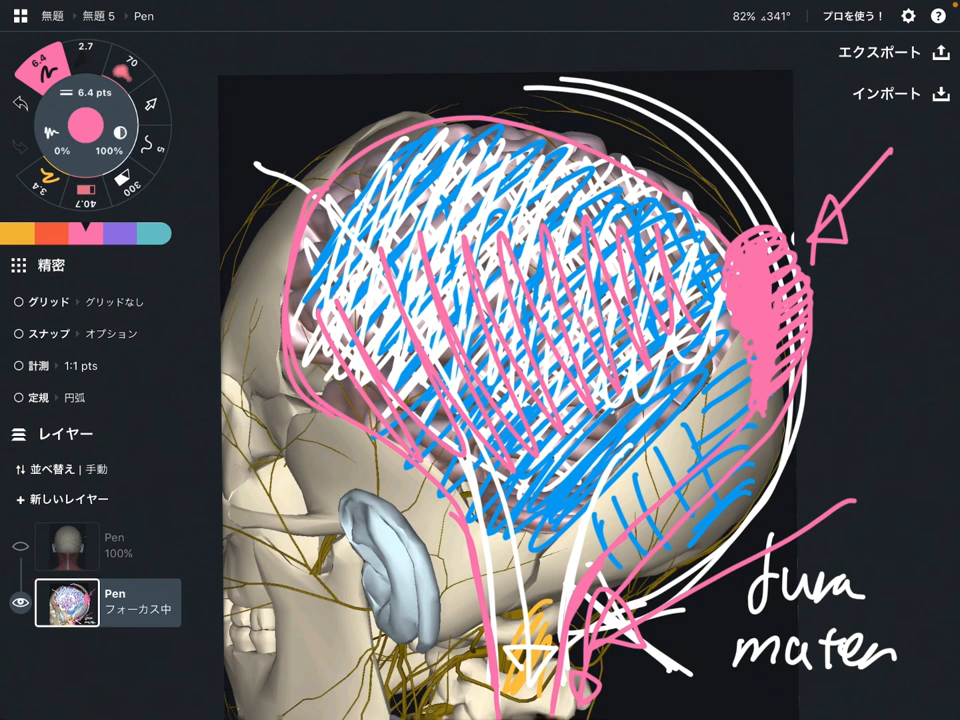 無題 無題 5 Pen 82% ⦟341° プロを使う！
エクスポート
インポート
2.7
6.4
70
6.4 pts
5
0% 100%
300
40.7
3.4
精密
グリッド グリッドなし
スナップ オプション
計測 1:1 pts
定規 円弧
レイヤー
並べ替え | 手動
+ 新しいレイヤー
Pen
100%
Pen
フォーカス中
dura
mater